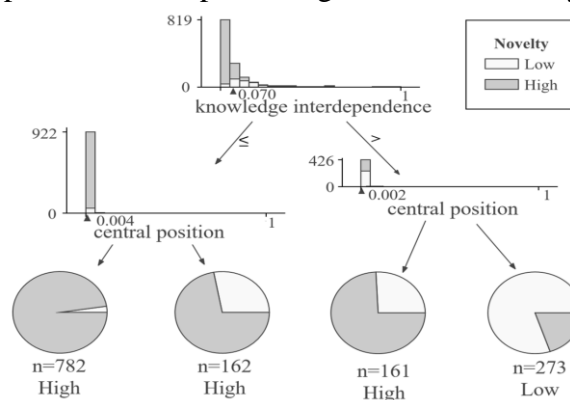 819
Novelty
Low
High
0
0.070
1
knowledge interdependence
≤
>
922
426
0
0.002
1
0
0.004
1
central position
central position
n=782
High
n=162
High
n=161
High
n=273
Low